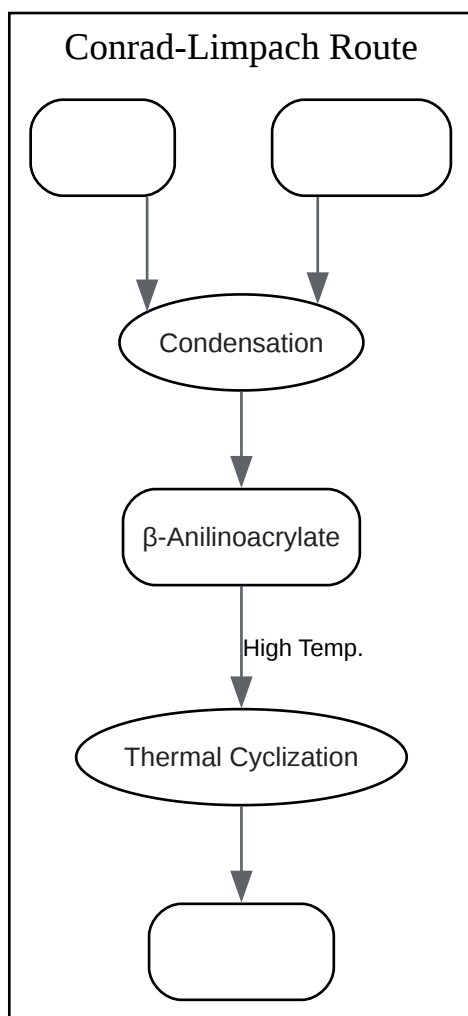 Conrad-Limpach Route
Condensation
β-Anilinoacrylate
High Temp.
Thermal Cyclization